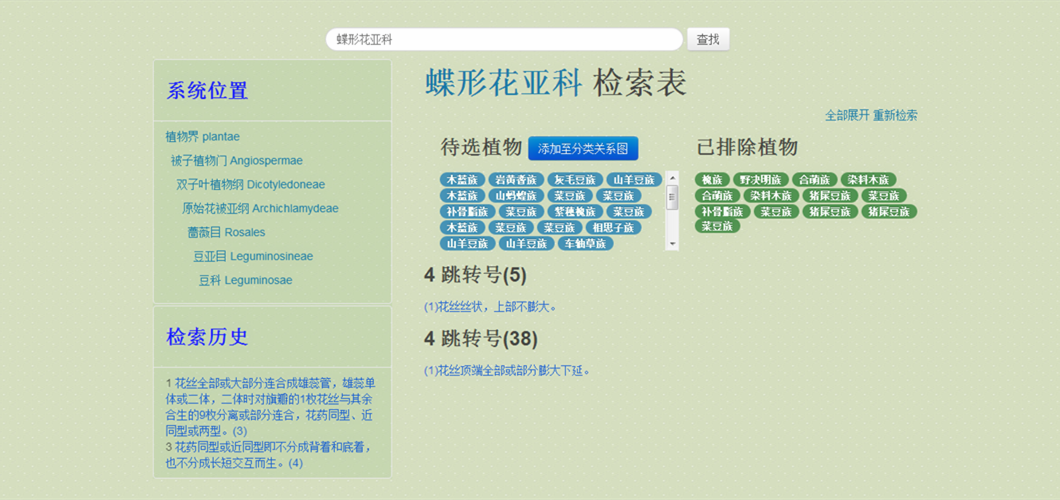 蝶形花亚科 查找
系统位置
植物界 plantae
被子植物门 Angiospermae
双子叶植物纲 Dicotyledoneae
原始花被亚纲 Archichlamydeae
蔷薇目 Rosales
豆亚目 Leguminosineae
豆科 Leguminosae
检索历史
1 花丝全部或大部分连合成雄蕊管，雄蕊单
体或二体，二体时对旗瓣的1枚花丝与其余
合生的9枚分离或部分连合，花药同型、近
同型或两型。(3)
3 花药同型或近同型即不分成背着和底着，
也不分成长短交互而生。(4)
蝶形花亚科 检索表
全部展开 重新检索
待选植物 添加至分类关系图
木蓝族 岩黄耆族 灰毛豆族 山羊豆族
木蓝族 山蚂蝗族 菜豆族 菜豆族
补骨脂族 菜豆族 紫穗槐族 菜豆族
木蓝族 菜豆族 菜豆族 相思子族
山羊豆族 山羊豆族 车轴草族
已排除植物
槐族 野决明族 合萌族 染料木族
合萌族 染料木族 猪屎豆族 菜豆族
补骨脂族 菜豆族 猪屎豆族 猪屎豆族
菜豆族
4 跳转号(5)
(1)花丝丝状，上部不膨大。
4 跳转号(38)
(1)花丝顶端全部或部分膨大下延。